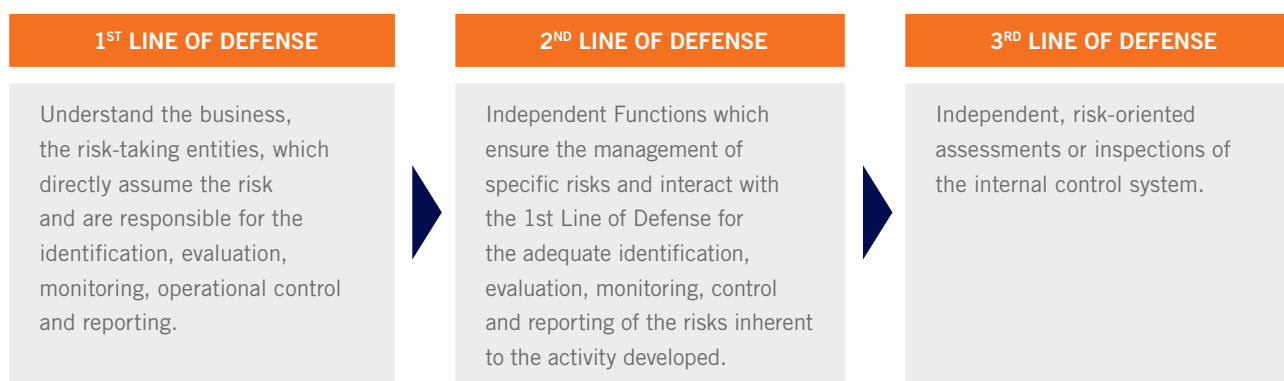 1ST LINE OF DEFENSE
Understand the business,
the risk-taking entities, which
directly assume the risk
and are responsible for the
identification, evaluation,
monitoring, operational control
and reporting.
2ND LINE OF DEFENSE
Independent Functions which
ensure the management of
specific risks and interact with
the 1st Line of Defense for
the adequate identification,
evaluation, monitoring, control
and reporting of the risks inherent
to the activity developed.
3RD LINE OF DEFENSE
Independent, risk-oriented
assessments or inspections of
the internal control system.